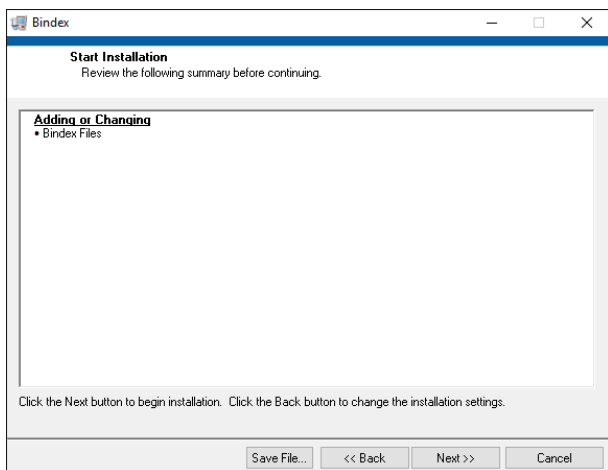 Bindex
Start Installation
Review the following summary before continuing.
Adding or Changing
• Bindex Files
Click the Next button to begin installation. Click the Back button to change the installation settings.
Save File... << Back Next >> Cancel